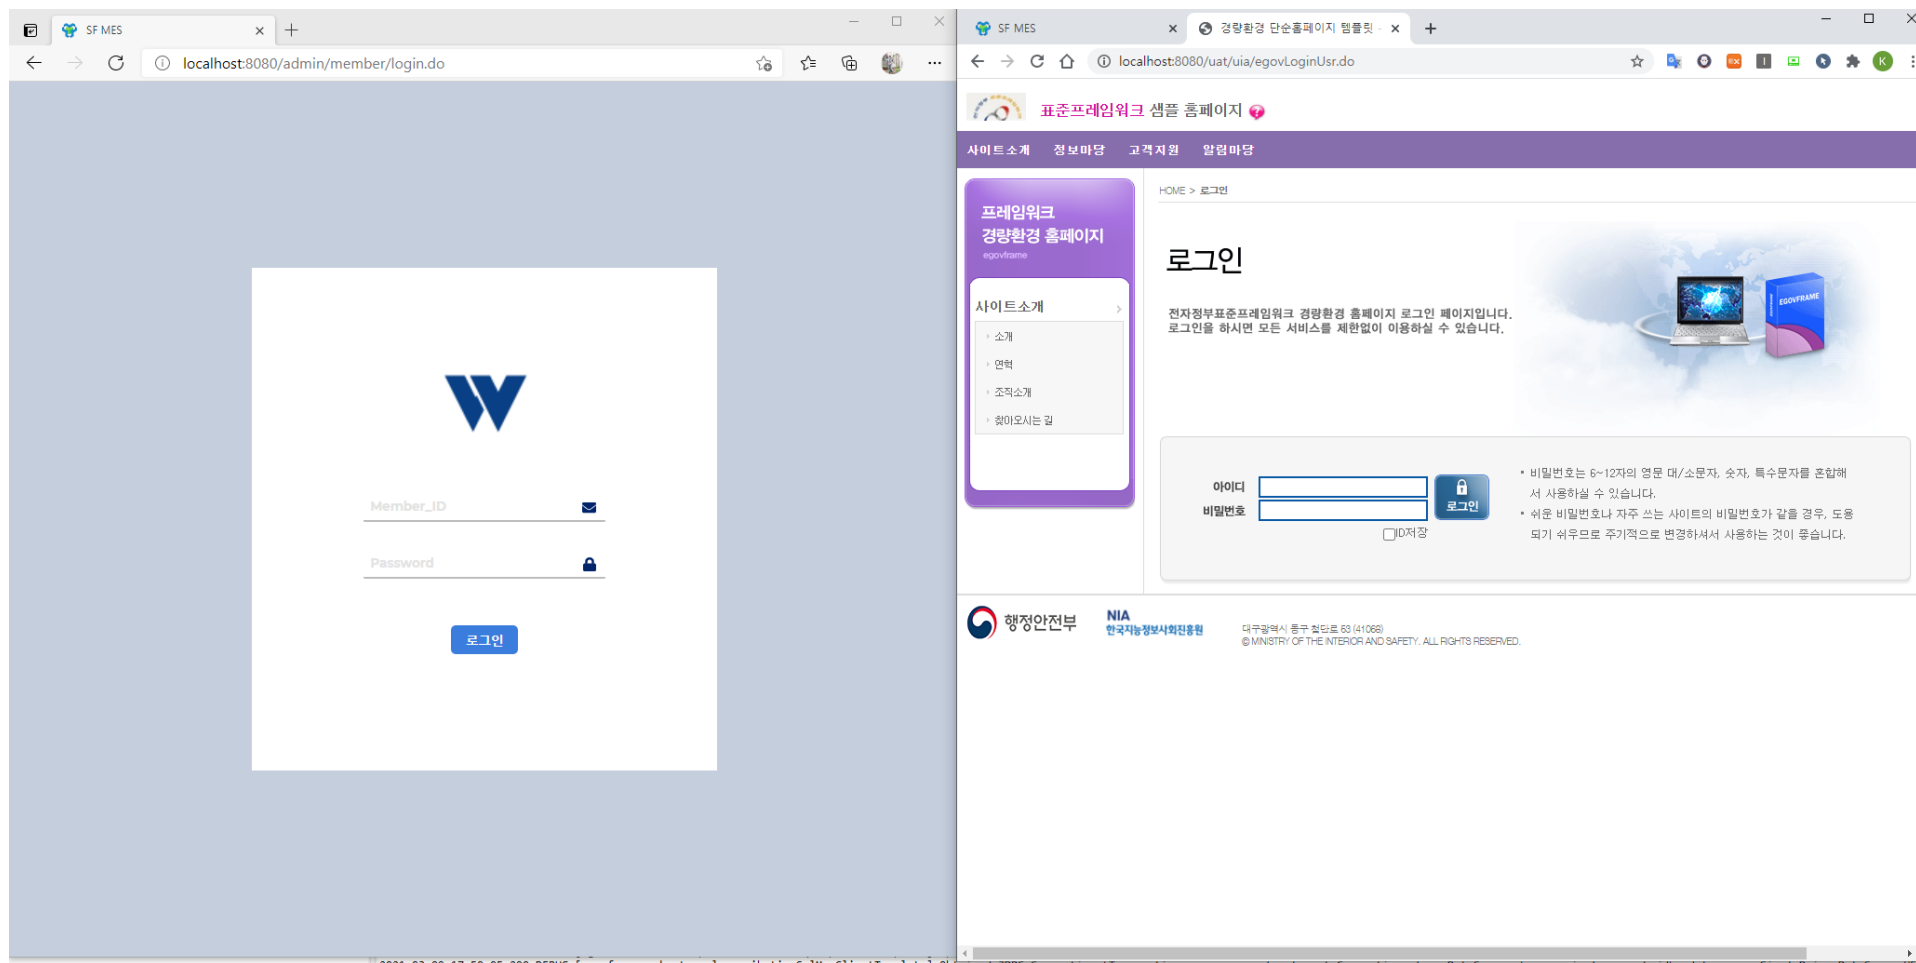 SF MES
localhost:8080/admin/member/login.do
Member_ID
Password
로그인
SF MES
경량환경 단순홈페이지 템플릿
localhost:8080/uat/uia/egovLoginUsr.do
K
표준프레임워크 샘플 홈페이지 ?
사이트소개 정보마당 고객지원 알림마당
프레임워크
경량환경 홈페이지
egovframe
사이트소개
소개
연혁
조직소개
찾아오시는 길
HOME > 로그인
로그인
전자정부표준프레임워크 경량환경 홈페이지 로그인 페이지입니다.
로그인을 하시면 모든 서비스를 제한없이 이용하실 수 있습니다.
EGOVFRAME
아이디
비밀번호
로그인
ID저장
비밀번호는 6~12자의 영문 대/소문자, 숫자, 특수문자를 혼합해
서 사용하실 수 있습니다.
쉬운 비밀번호나 자주 쓰는 사이트의 비밀번호가 같을 경우, 도용
되기 쉬우므로 주기적으로 변경하셔서 사용하는 것이 좋습니다.
행정안전부
NIA
한국지능정보사회진흥원
대구광역시 동구 첨단로 53 (41068)
© MINISTRY OF THE INTERIOR AND SAFETY. ALL RIGHTS RESERVED.